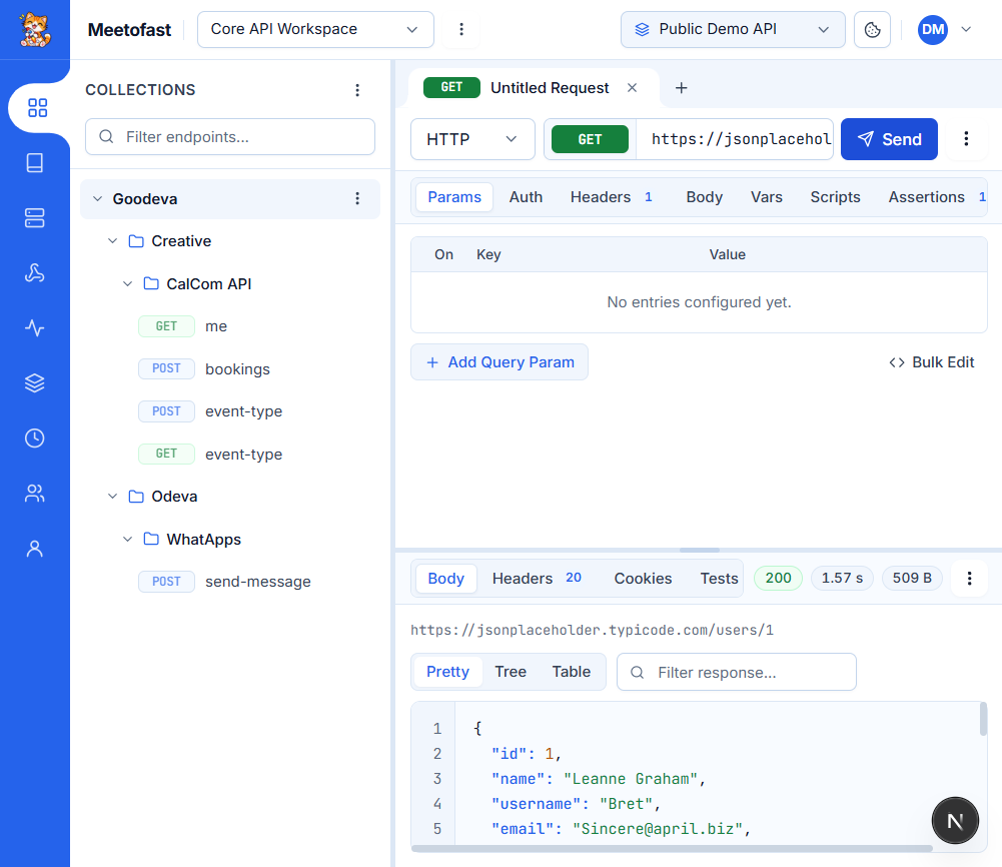 Meetofast
Core API Workspace
Public Demo API
DM
COLLECTIONS
Filter endpoints...
Goodeva
Creative
CalCom API
GET me
POST bookings
POST event-type
GET event-type
Odeva
WhatApps
POST send-message
GET Untitled Request
HTTP
GET https://jsonplacehol
Send
Params Auth Headers 1 Body Vars Scripts Assertions 1
On Key Value
No entries configured yet.
+ Add Query Param
<> Bulk Edit
Body Headers 20 Cookies Tests 200 1.57 s 509 B
https://jsonplaceholder.typicode.com/users/1
Pretty Tree Table Filter response...
1 {
2 "id": 1,
3 "name": "Leanne Graham",
4 "username": "Bret",
5 "email": "Sincere@april.biz",
N